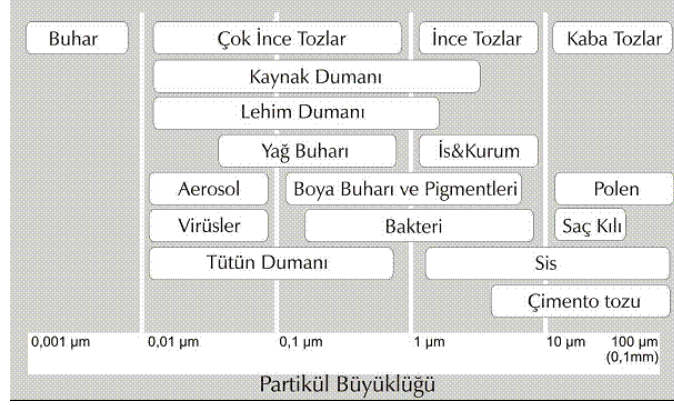 Buhar
Çok İnce Tozlar
İnce Tozlar
Kaba Tozlar
Kaynak Dumanı
Lehim Dumanı
Yağ Buharı
İs&Kurum
Aerosol
Boya Buharı ve Pigmentleri
Polen
Virüsler
Bakteri
Saç Kılı
Tütün Dumanı
Sis
Çimento tozu
0,001 µm
0,01 µm
0,1 µm
1 µm
10 µm
100 µm
(0,1mm)
Partikül Büyüklüğü